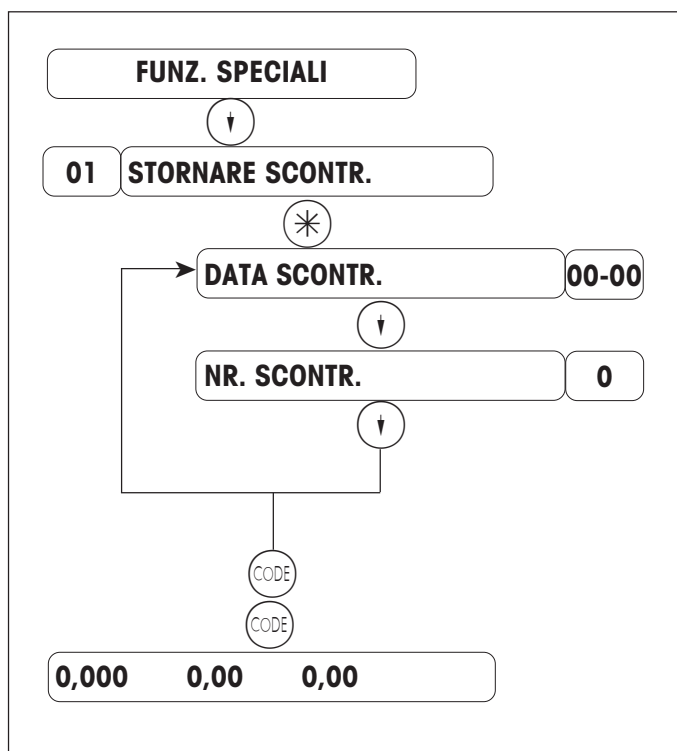 FUNZ. SPECIALI
01 STORNARE SCONTR.
DATA SCONTR. 00-00
NR. SCONTR. 0
CODE
CODE
0,000 0,00 0,00